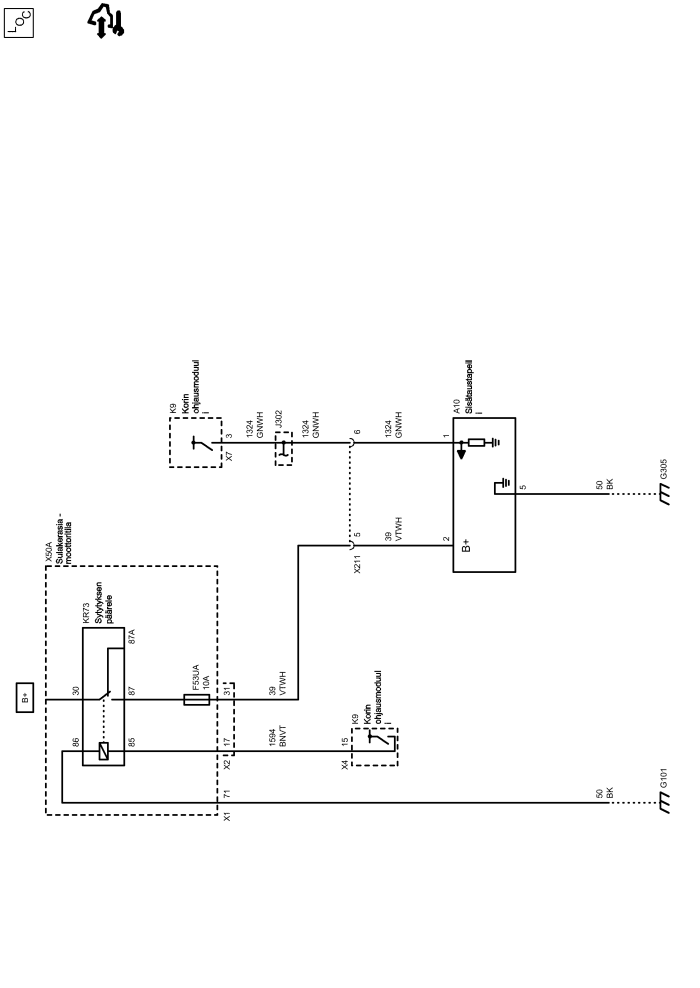 LOC
B+
X50A
Sulakerasia -
moottoritila
KR73
Sytytyksen
päärele
86
30
85
87
87A
F53UA
10A
X1
71
X2
17
31
1594
BNVT
39
VTWH
X4
15
K9
Korin
ohjausmoduul
i
K9
Korin
ohjausmoduul
i
X7
3
1324
GNWH
J302
1324
GNWH
X211
5
6
39
VTWH
1324
GNWH
2
1
A10
Sisätaustapeil
i
B+
5
50
BK
G101
50
BK
G305